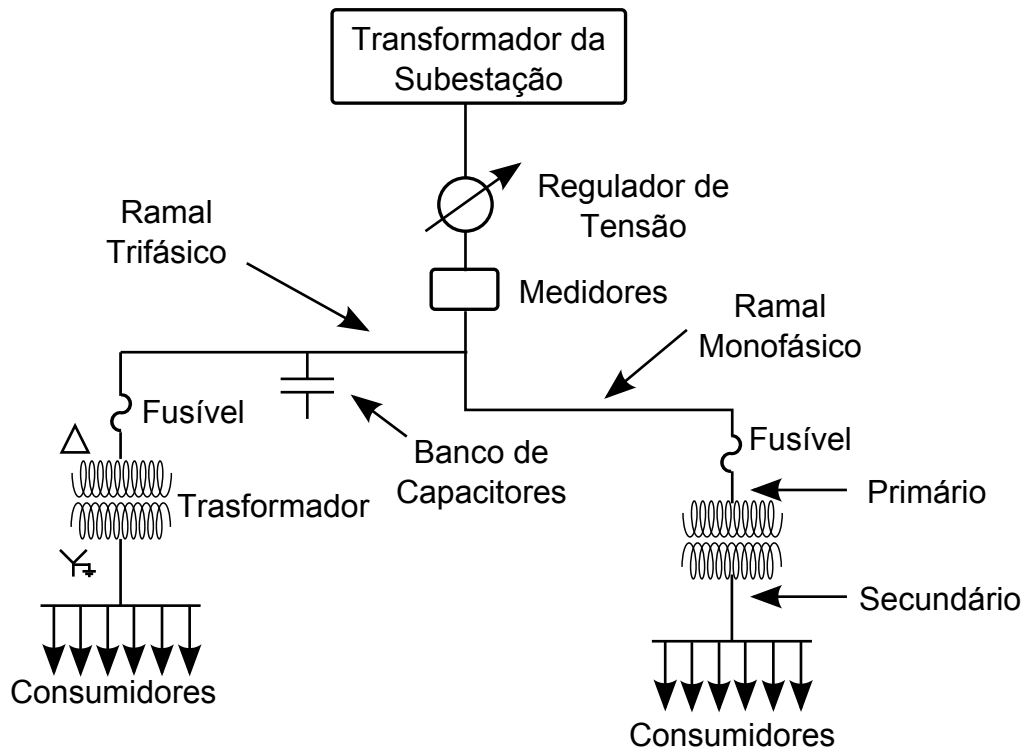 Transformador da
Subestação
Regulador de
Tensão
Ramal
Trifásico
Medidores
Ramal
Monofásico
Fusível
Banco de
Capacitores
Fusível
Trasformador
Primário
Secundário
Consumidores
Consumidores